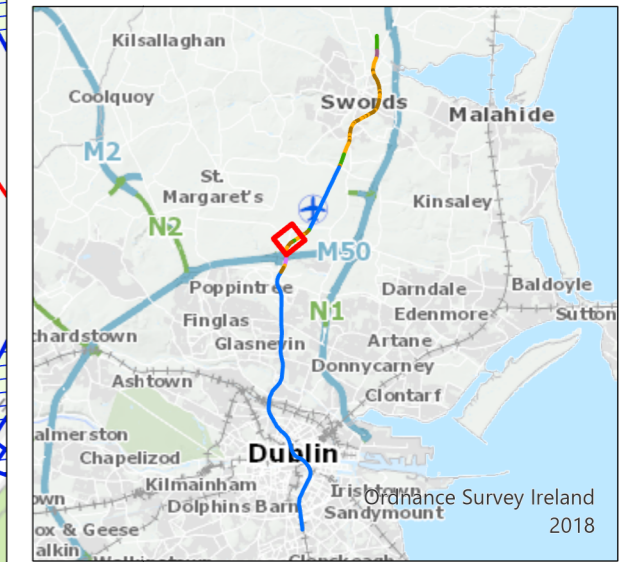 Kilsallaghan
Coolquoy
Swords
Malahide
M2
St.
Margaret's
Kinsaley
N2
M50
Poppintree
Darndale
Baldoyle
N1
Edenmore
Sutton
Finglas
chardstown
Glasnevin
Artane
Donnycarney
Ashtown
Clontarf
almerston
Dublin
Chapelizod
Kilmainham
Irishtown
Ordnance Survey Ireland
own
Dolphins Barn
Sandymount
2018
ox & Geese
alkin